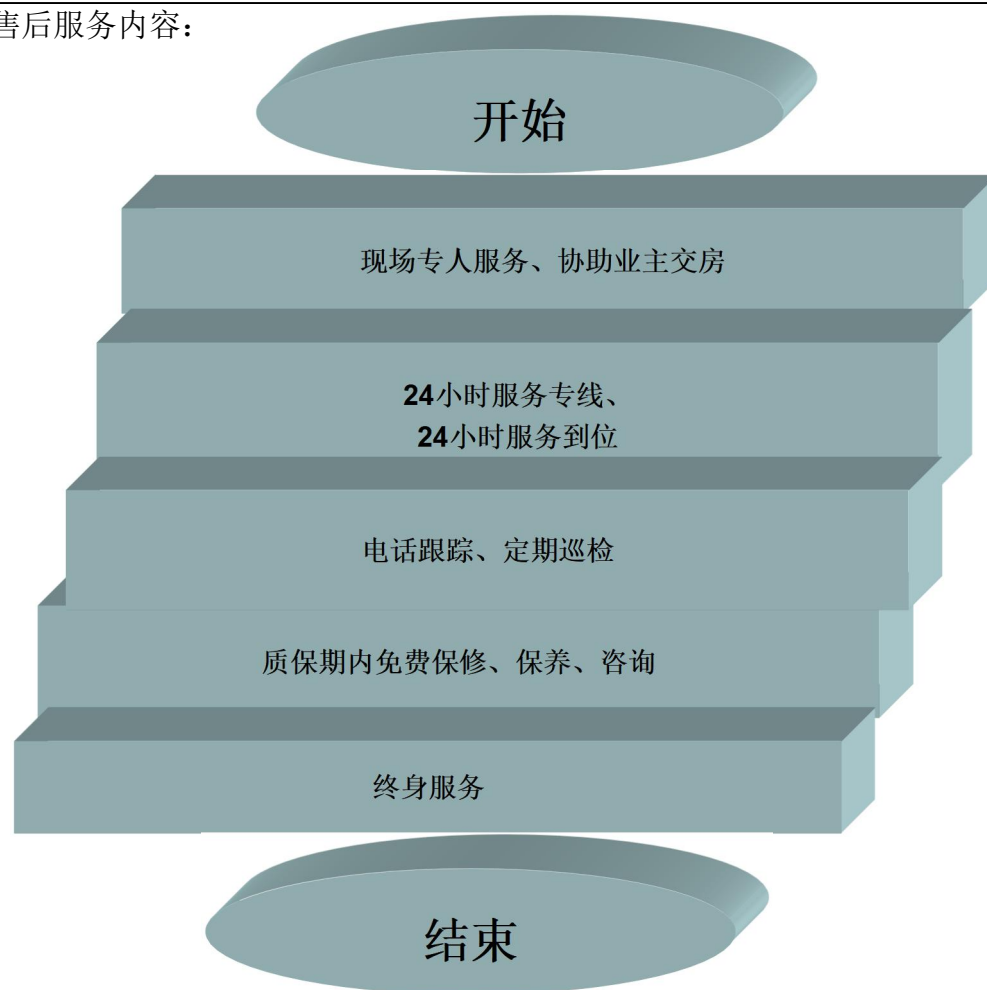 售后服务内容：
开始
现场专人服务、协助业主交房
24小时服务专线、
24小时服务到位
电话跟踪、定期巡检
质保期内免费保修、保养、咨询
终身服务
结束